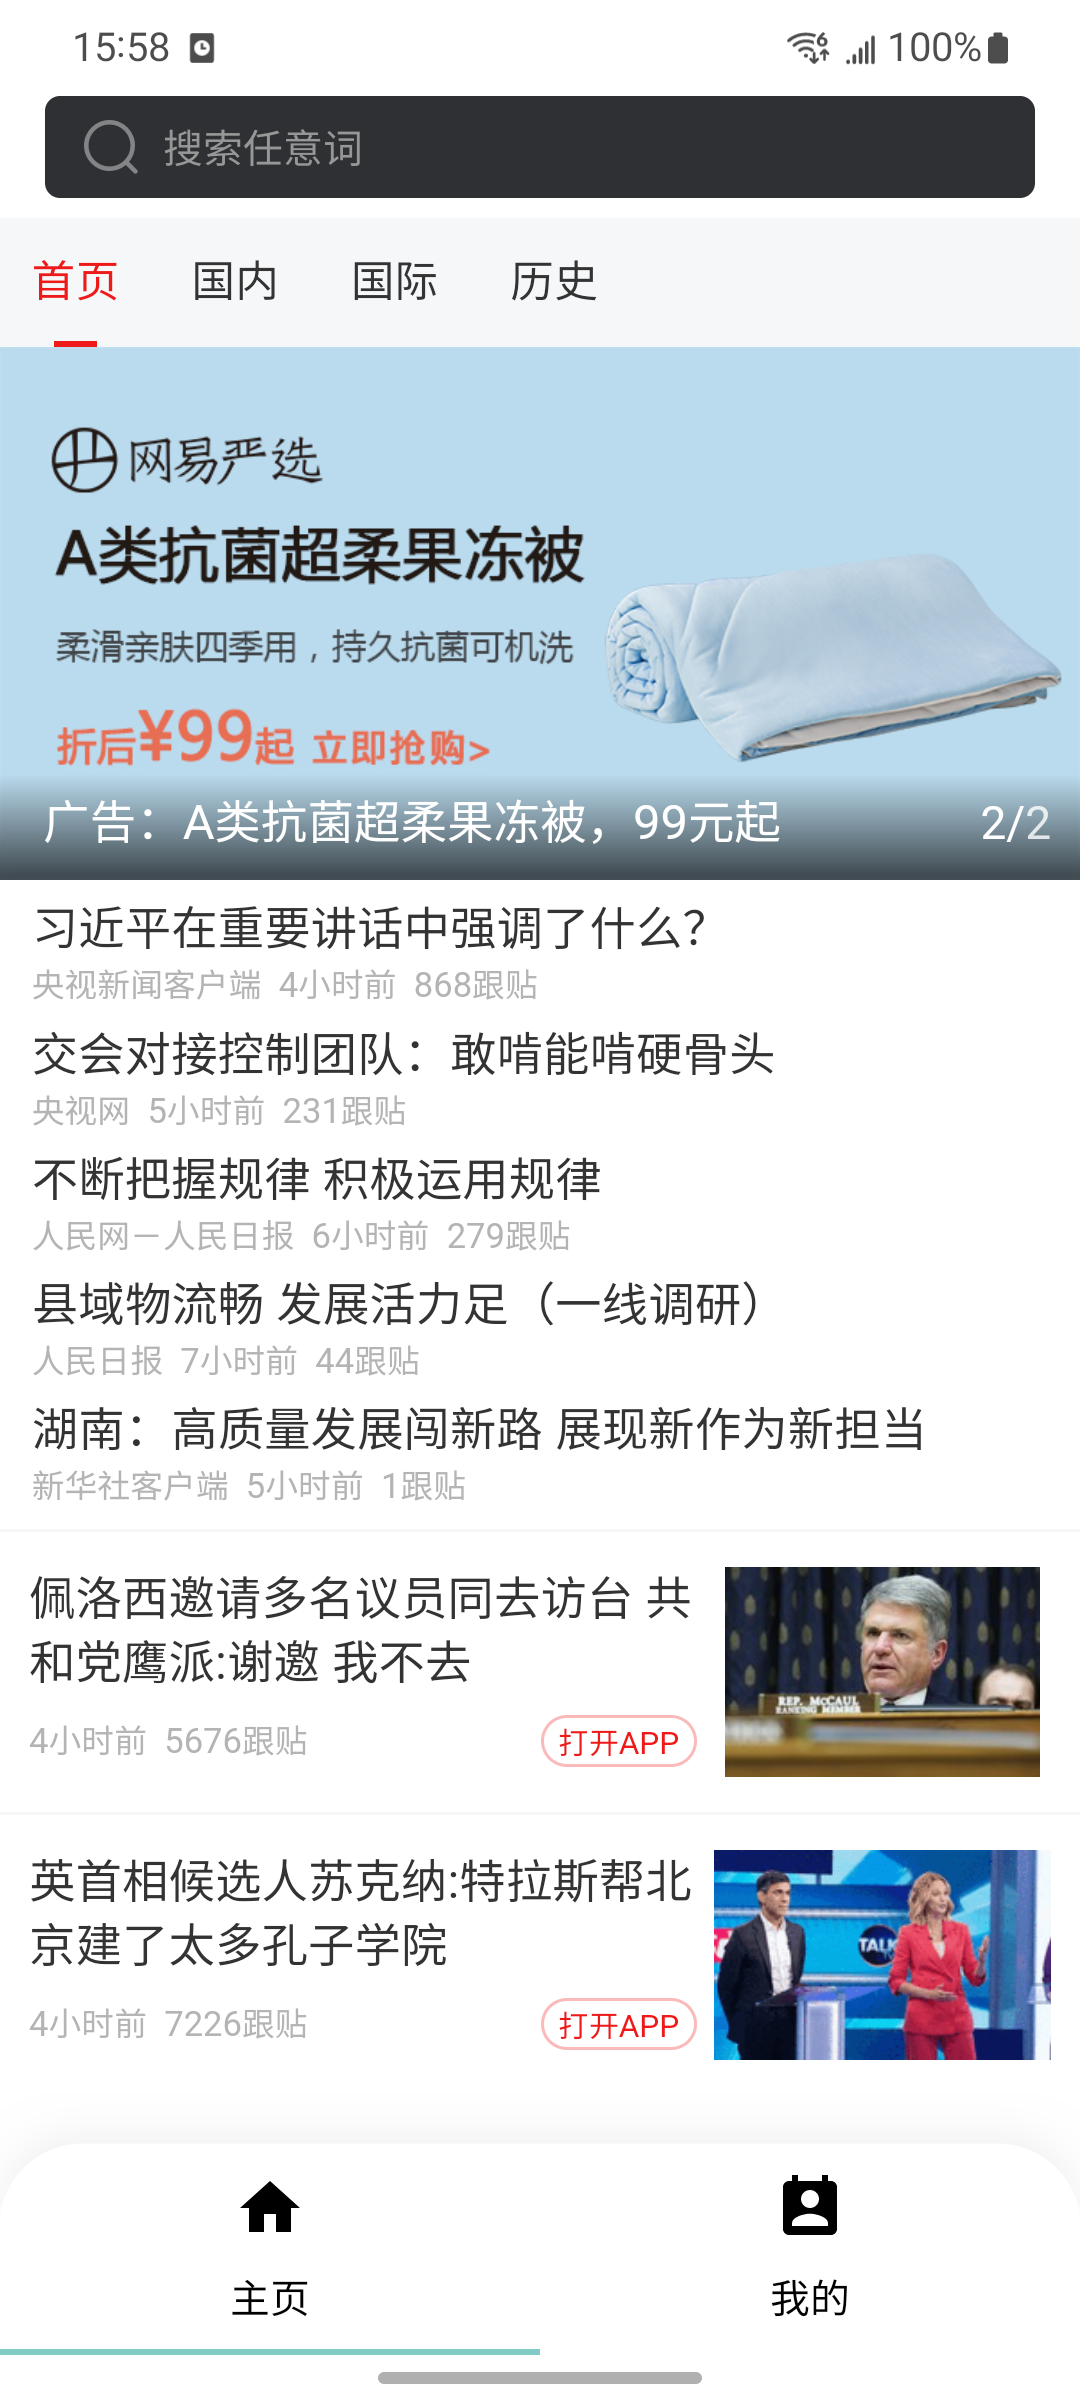 15:58
100%
搜索任意词
首页 国内 国际 历史
网易严选
A类抗菌超柔果冻被
柔滑亲肤四季用，持久抗菌可机洗
折后¥99起 立即抢购>
广告：A类抗菌超柔果冻被，99元起 2/2
习近平在重要讲话中强调了什么？
央视新闻客户端 4小时前 868跟贴
交会对接控制团队：敢啃能啃硬骨头
央视网 5小时前 231跟贴
不断把握规律 积极运用规律
人民网－人民日报 6小时前 279跟贴
县域物流畅 发展活力足（一线调研）
人民日报 7小时前 44跟贴
湖南：高质量发展闯新路 展现新作为新担当
新华社客户端 5小时前 1跟贴
佩洛西邀请多名议员同去访台 共
和党鹰派:谢邀 我不去
4小时前 5676跟贴 打开APP
REP. McCAUL
RANKING MEMBER
英首相候选人苏克纳:特拉斯帮北
京建了太多孔子学院
4小时前 7226跟贴 打开APP
TALK
主页 我的